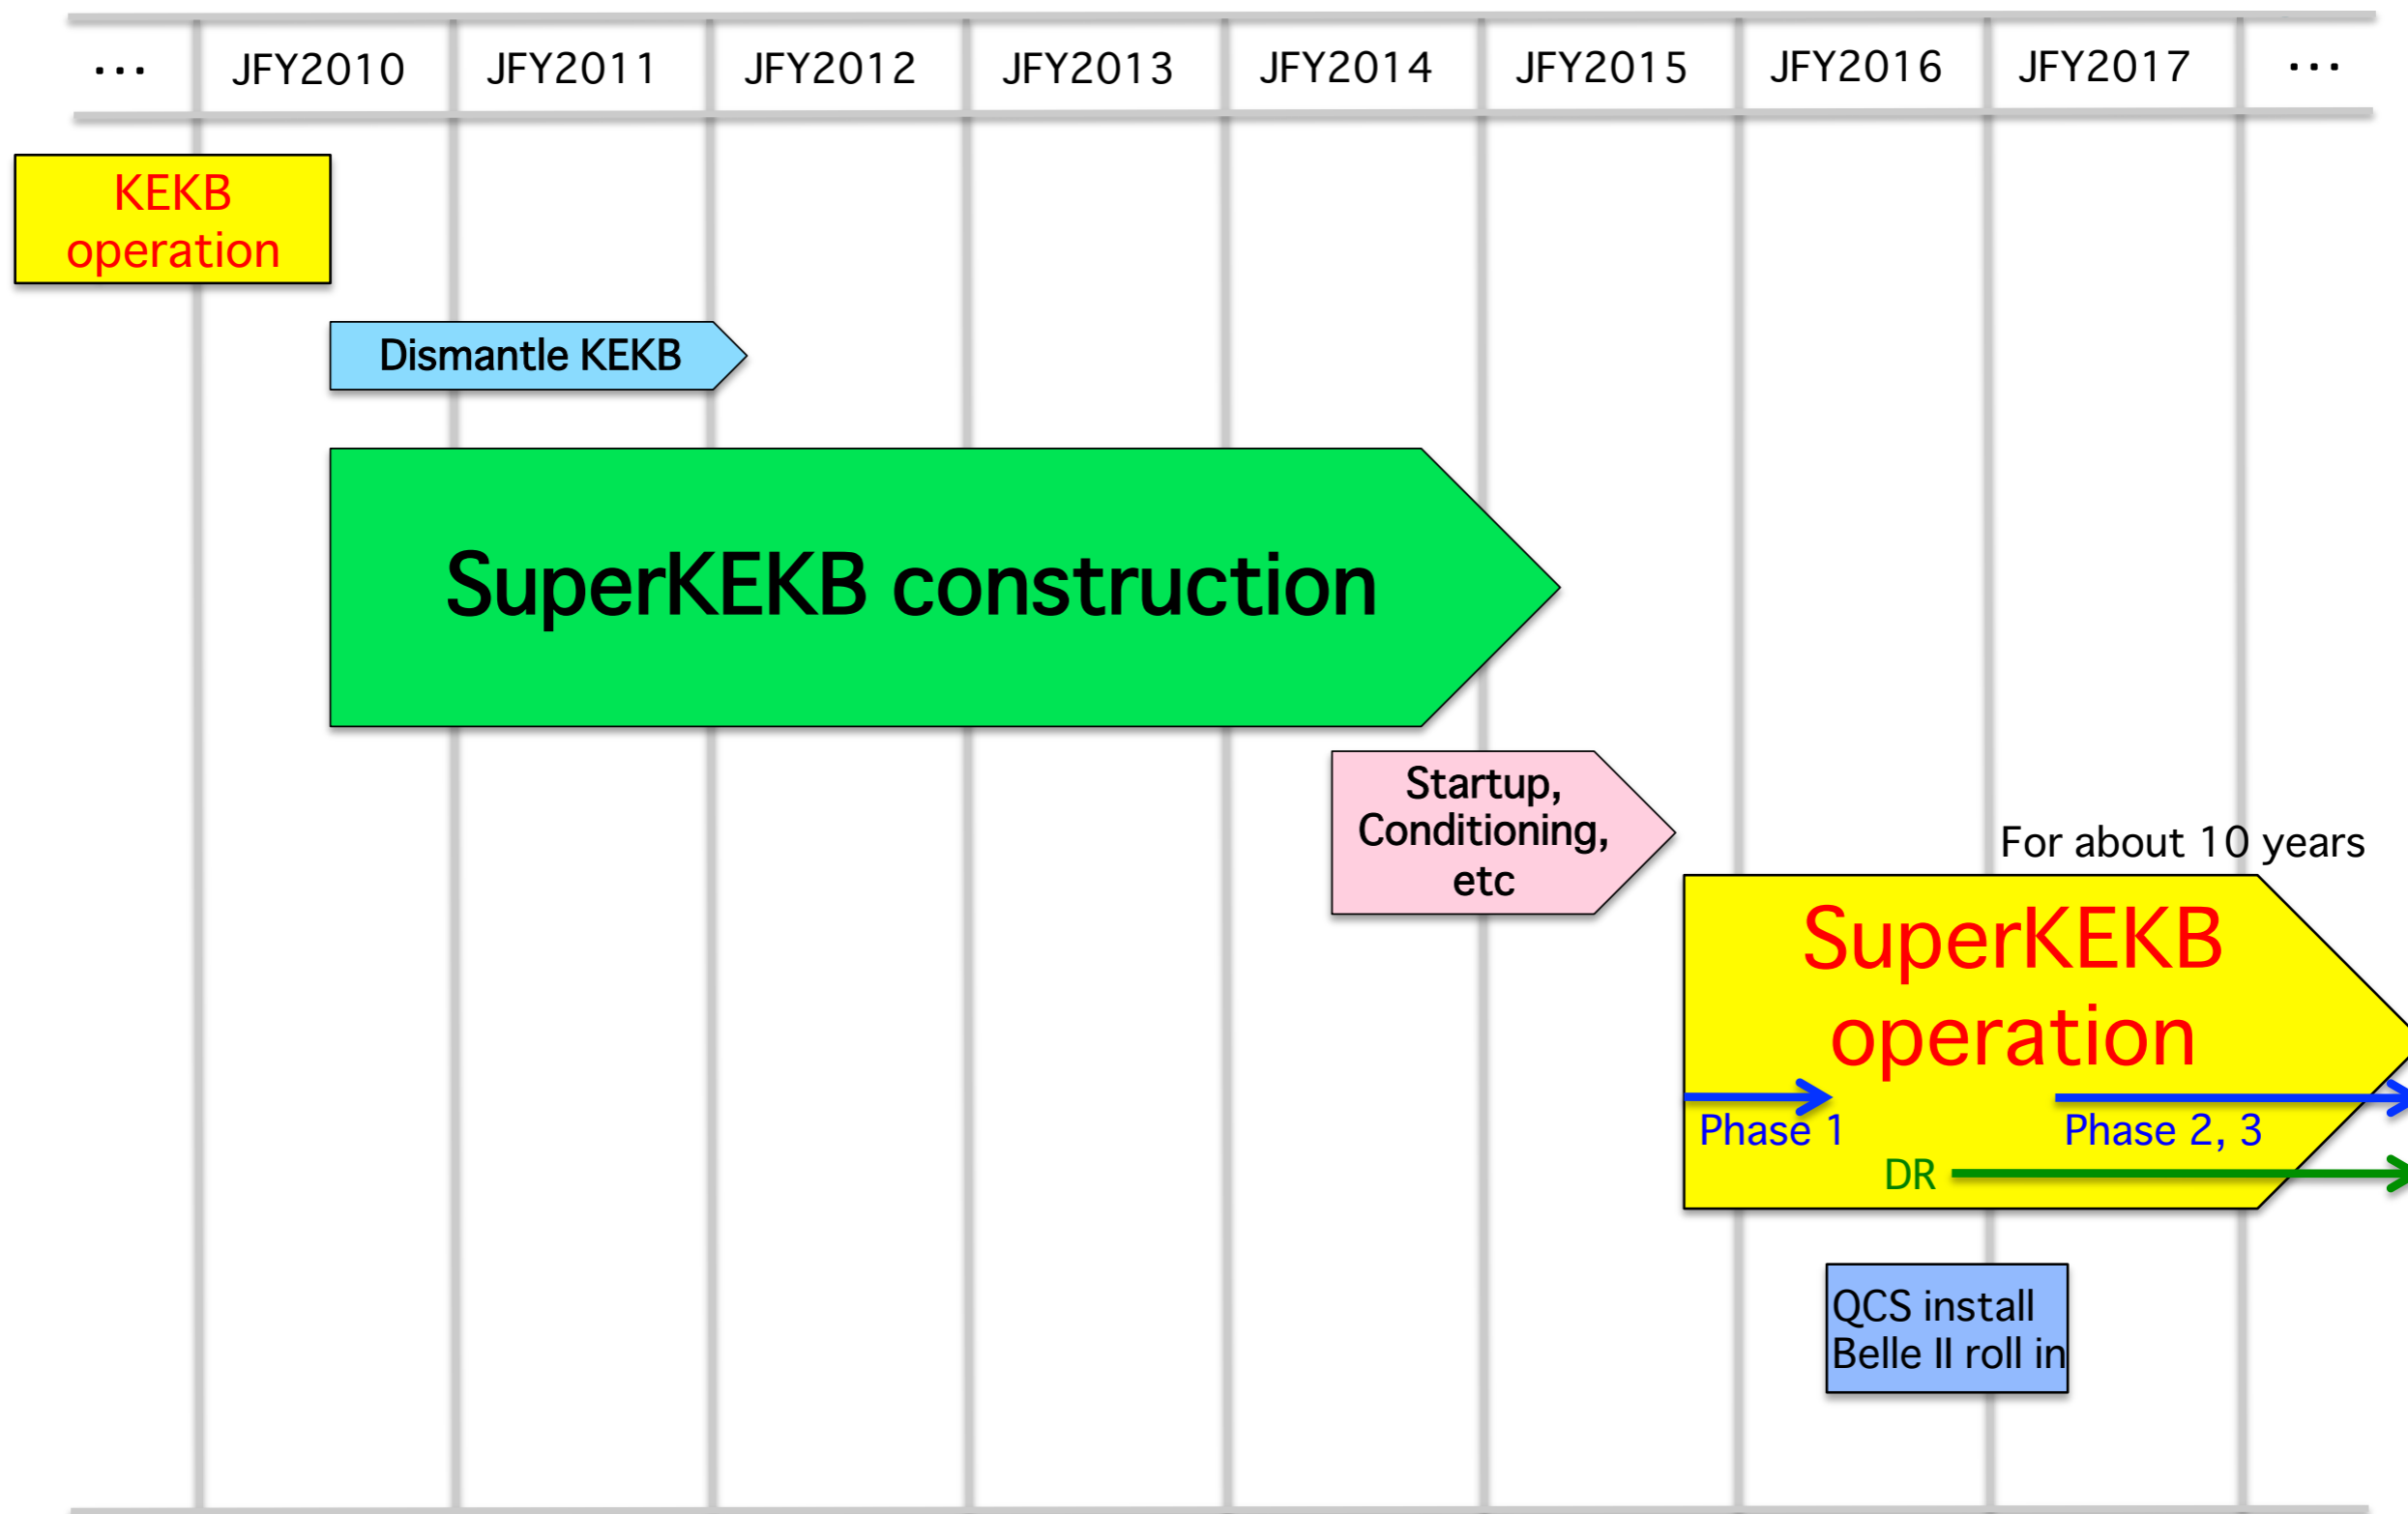 … JFY2010 JFY2011 JFY2012 JFY2013 JFY2014 JFY2015 JFY2016 JFY2017 …
KEKB
operation
Dismantle KEKB
SuperKEKB construction
Startup,
Conditioning,
etc
For about 10 years
SuperKEKB
operation
Phase 1
Phase 2, 3
DR
QCS install
Belle II roll in